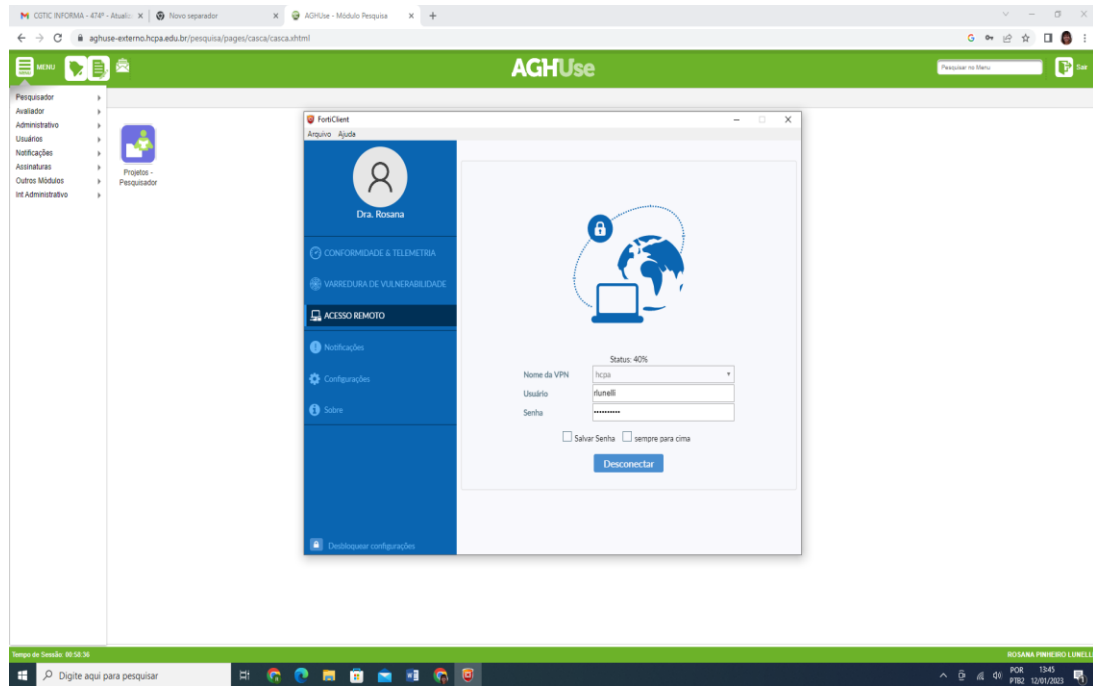 CGTIC INFORMA - 474ª - Atualiz
Novo separador
AGHUse - Módulo Pesquisa
aghuse-externo.hcpa.edu.br/pesquisa/pages/casca/casca.xhtml
MENU
AGHUse
Pesquisar no Menu
Sair
Pesquisador
Avaliador
Administrativo
Usuários
Notificações
Assinaturas
Outros Módulos
Int Administrativo
Projetos -
Pesquisador
FortiClient
Arquivo Ajuda
Dra. Rosana
CONFORMIDADE & TELEMETRIA
VARREDURA DE VULNERABILIDADE
ACESSO REMOTO
Notificações
Configurações
Sobre
Desbloquear configurações
Status: 40%
Nome da VPN hcpa
Usuário rlunelli
Senha ••••••••••
Salvar Senha sempre para cima
Desconectar
Tempo de Sessão: 00:58:36
ROSANA PINHEIRO LUNELLI
Digite aqui para pesquisar
POR 13:45
PTB2 12/01/2023